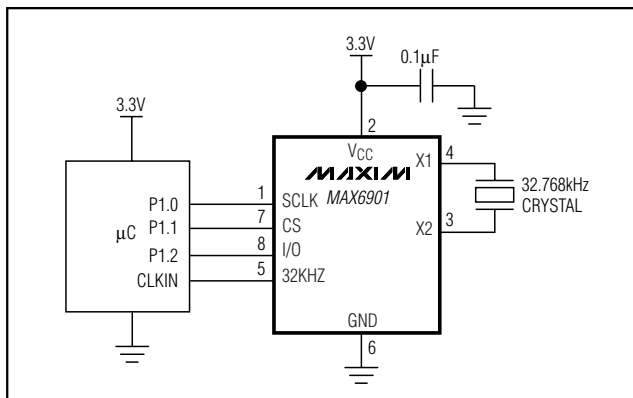 3.3V
0.1μF
3.3V
2
VCC
X1
4
MAXIM
MAX6901
32.768kHz
CRYSTAL
P1.0
1
SCLK
P1.1
7
CS
X2
3
μC
P1.2
8
I/O
CLKIN
5
32KHZ
GND
6